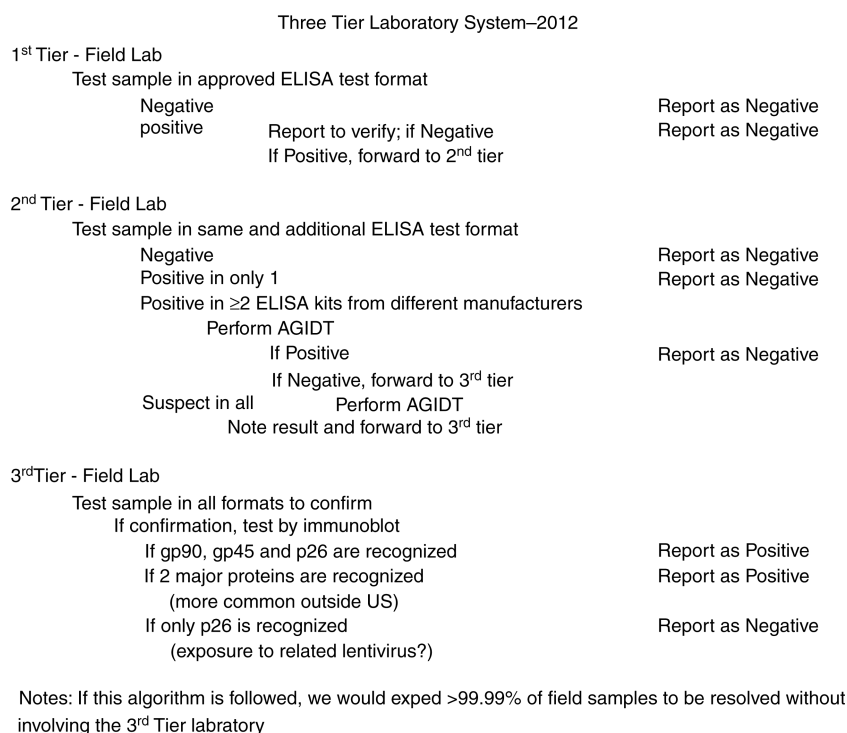 Three Tier Laboratory System–2012
1st Tier - Field Lab
Test sample in approved ELISA test format
Negative Report as Negative
positive Report to verify; if Negative Report as Negative
If Positive, forward to 2nd tier
2nd Tier - Field Lab
Test sample in same and additional ELISA test format
Negative Report as Negative
Positive in only 1 Report as Negative
Positive in ≥2 ELISA kits from different manufacturers
Perform AGIDT
If Positive Report as Negative
If Negative, forward to 3rd tier
Suspect in all Perform AGIDT
Note result and forward to 3rd tier
3rdTier - Field Lab
Test sample in all formats to confirm
If confirmation, test by immunoblot
If gp90, gp45 and p26 are recognized Report as Positive
If 2 major proteins are recognized Report as Positive
(more common outside US)
If only p26 is recognized Report as Negative
(exposure to related lentivirus?)
Notes: If this algorithm is followed, we would exped >99.99% of field samples to be resolved without
involving the 3rd Tier labratory